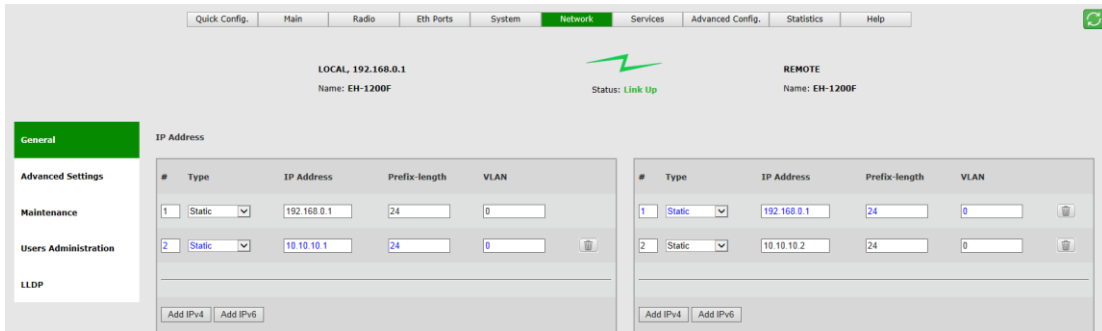 Quick Config. Main Radio Eth Ports System Network Services Advanced Config. Statistics Help
LOCAL, 192.168.0.1 REMOTE
Name: EH-1200F Status: Link Up Name: EH-1200F
General
Advanced Settings
Maintenance
Users Administration
LLDP
IP Address
# Type IP Address Prefix-length VLAN
1 Static 192.168.0.1 24 0
2 Static 10.10.10.1 24 0
Add IPv4 Add IPv6
# Type IP Address Prefix-length VLAN
1 Static 192.168.0.1 24 0
2 Static 10.10.10.2 24 0
Add IPv4 Add IPv6